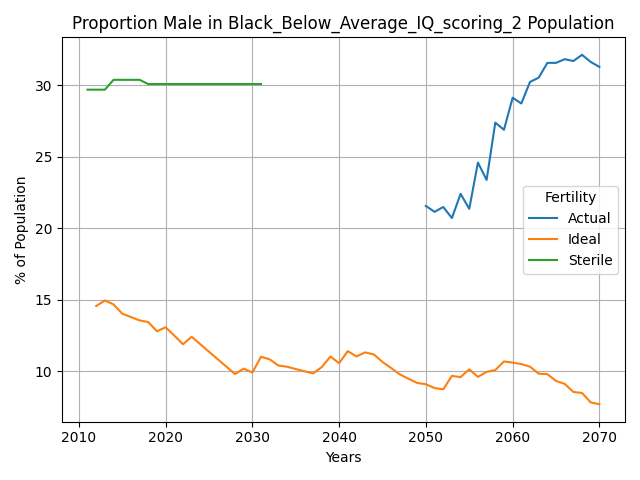 Proportion Male in Black_Below_Average_IQ_scoring_2 Population
% of Population
30
25
20
15
10
Fertility
Actual
Ideal
Sterile
2010 2020 2030 2040 2050 2060 2070
Years